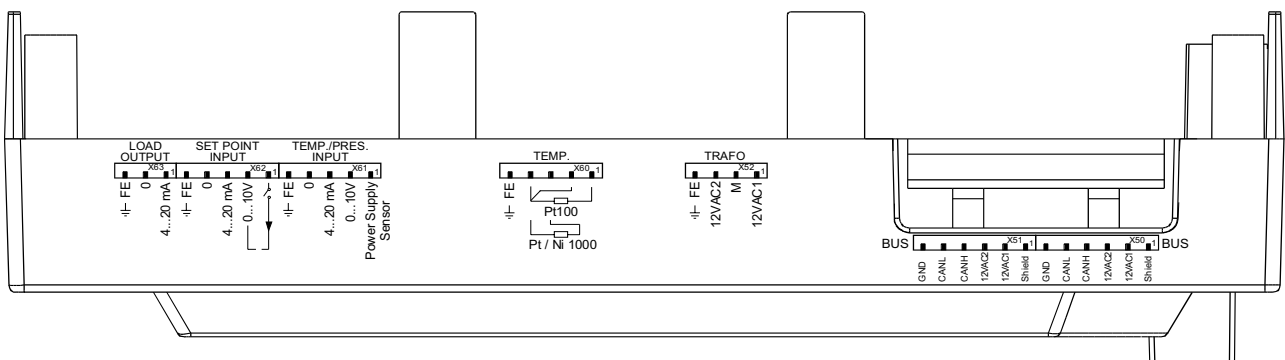 LOAD
OUTPUT
X63
1
FE
0
4...20 mA
SET POINT
INPUT
X62
1
FE
0
4...20 mA
0...10V
TEMP./PRES.
INPUT
X61
1
FE
0
4...20 mA
0...10V
Power Supply
Sensor
TEMP.
X60
1
FE
Pt100
Pt / Ni 1000
TRAFO
X52
1
FE
12VAC2
M
12VAC1
BUS
X51
1
GND
CANL
CANH
12VAC2
12VAC1
Shield
X50
1
BUS
GND
CANL
CANH
12VAC2
12VAC1
Shield